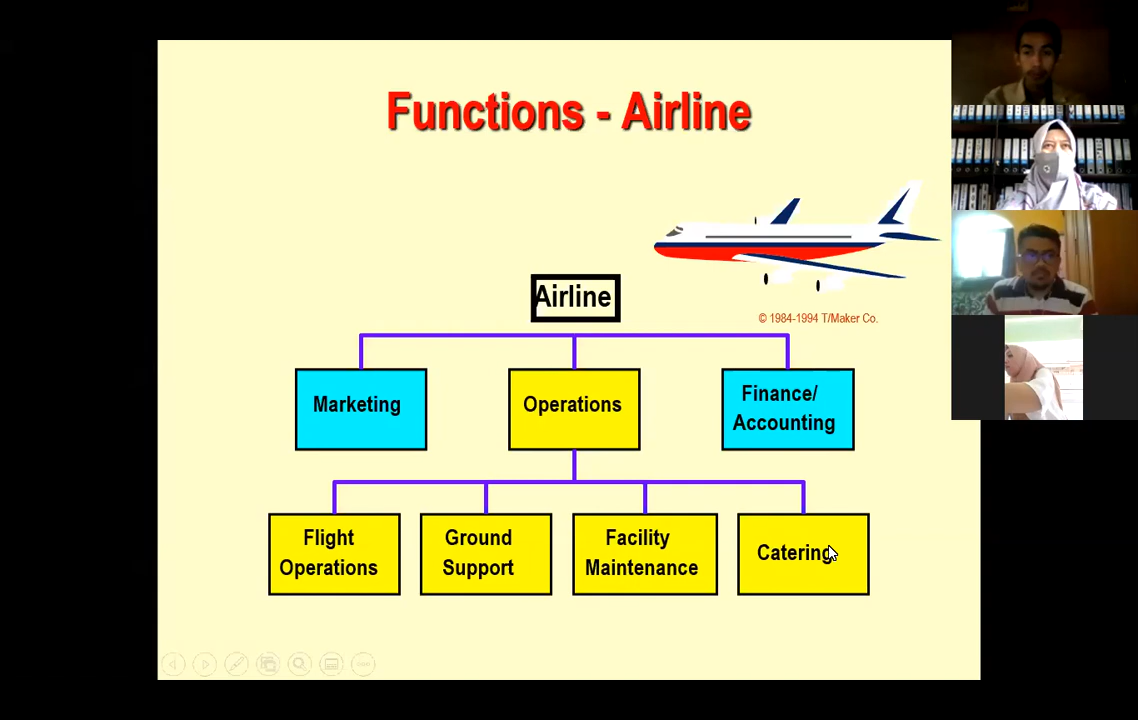 Functions - Airline
Airline
© 1984-1994 T/Maker Co.
Marketing
Operations
Finance/
Accounting
Flight
Operations
Ground
Support
Facility
Maintenance
Catering